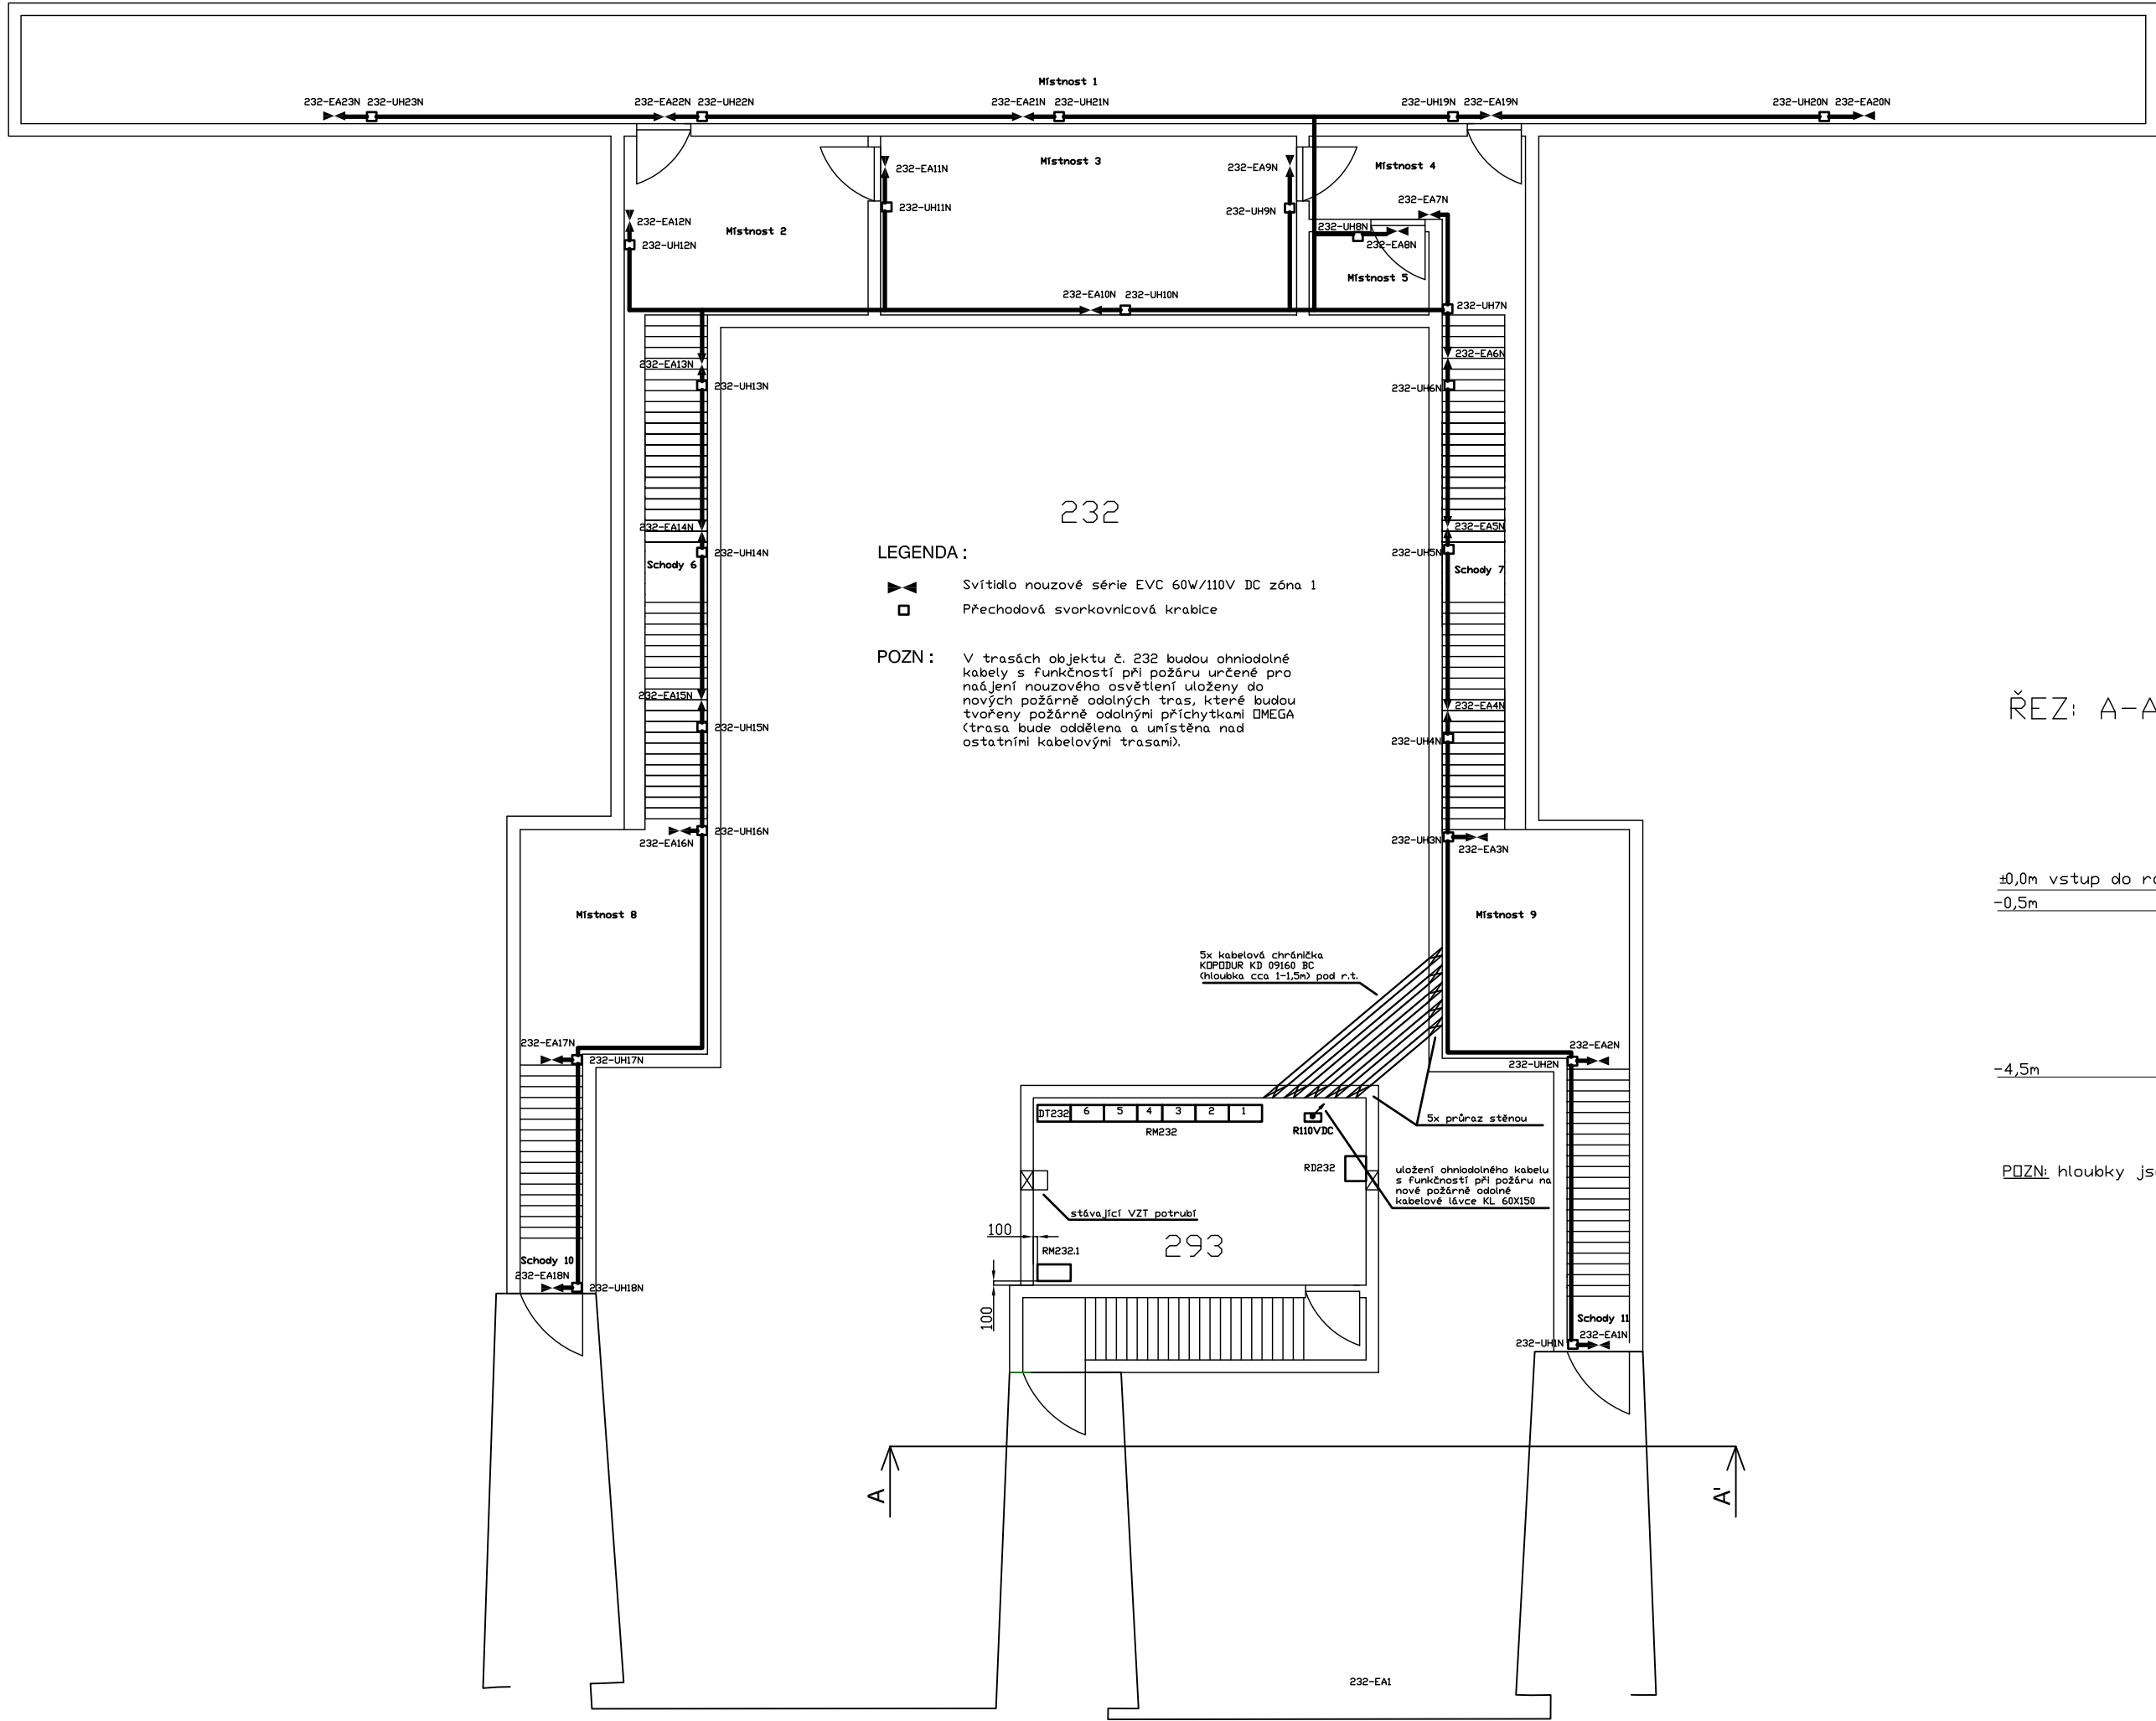 Místnost 1
232-EA23N 232-UH23N 232-EA22N 232-UH22N 232-EA21N 232-UH21N 232-UH19N 232-EA19N 232-UH20N 232-EA20N
Místnost 3
Místnost 4
232-EA11N
232-EA9N
232-EA7N
232-UH11N
232-UH9N
232-EA12N
232-UH8N
Místnost 2
232-UH12N
232-EA8N
Místnost 5
232-EA10N 232-UH10N
232-UH7N
232-EA13N
232-EA6N
232-UH13N
232-UH6N
232
232-EA14N
232-EA5N
232-UH14N
232-UH5N
LEGENDA :
Schody 6
Schody 7
Svítidlo nouzové série EVC 60W/110V DC zóna 1
Přechodová svorkovnicová krabice
POZN :
V trasách objektu č. 232 budou ohniodolné
kabely s funkčností při požáru určené pro
naájení nouzového osvětlení uloženy do
nových požárně odolných tras, které budou
tvořeny požárně odolnými příchytkami OMEGA
(trasa bude oddělena a umístěna nad
ostatními kabelovými trasami).
232-EA15N
232-EA4N
232-UH15N
232-UH4N
ŘEZ: A-A
232-UH16N
232-EA16N
232-UH3N
232-EA3N
±0,0m vstup do
-0,5m
Místnost 8
Místnost 9
5x kabelová chránička
KOPODUR KD 09160 BC
(hloubka cca 1-1,5m) pod r.t.
232-EA17N
232-EA2N
232-UH17N
232-UH2N
-4,5m
DT232 6 5 4 3 2 1
RM232
R110VDC
5x průraz stěnou
RD232
uložení ohniodolného kabelu
s funkčností při požáru na
nové požárně odolné
kabelové lávce KL 60X150
POZN: hloubky
stávající VZT potrubí
100
293
RM232.1
Schody 10
232-EA18N
232-UH18N
100
Schody 11
232-UH1N
232-EA1N
A
A'
232-EA1